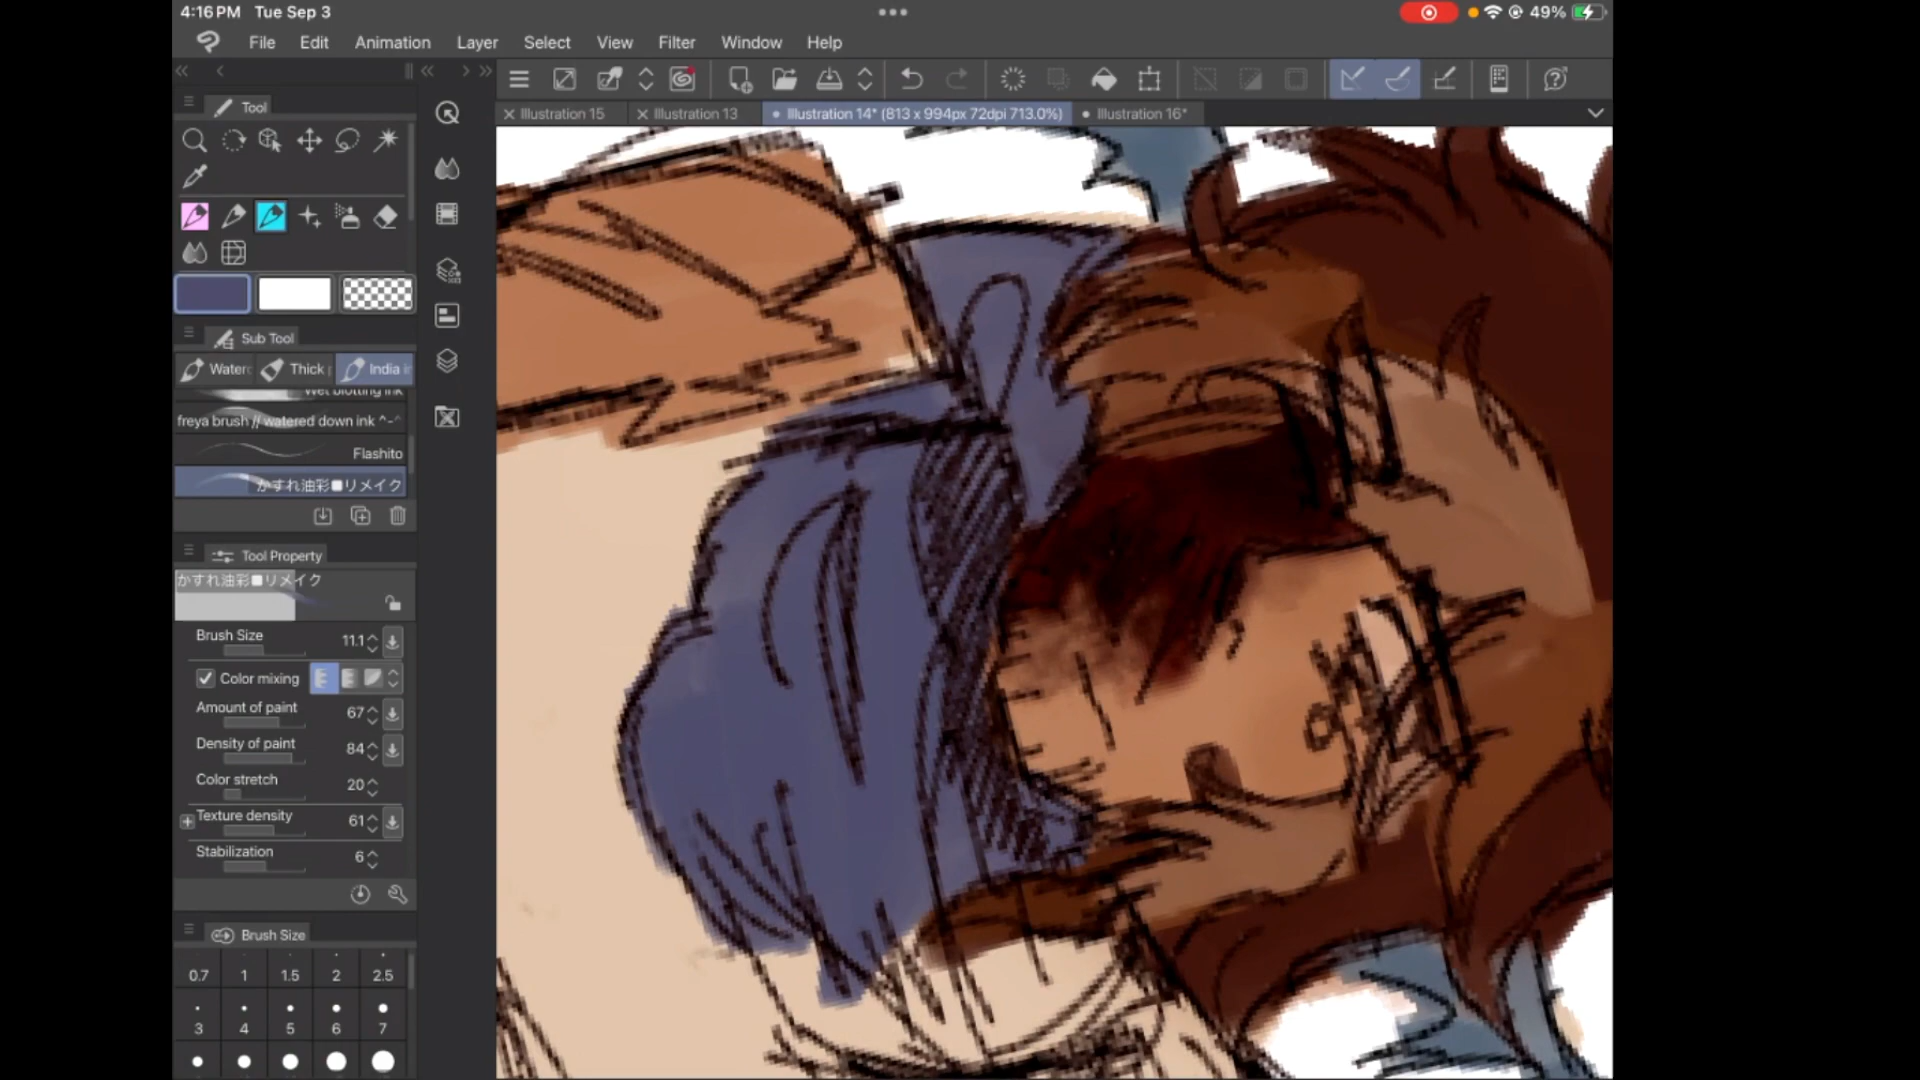 4:16 PM Tue Sep 3
49%
File Edit Animation Layer Select View Filter Window Help
Tool
Illustration 15
Illustration 13
Illustration 14* (813 x 994px 72dpi 713.0%)
Illustration 16*
Sub Tool
Thick
India
Wet blotting ink
freya brush // watered down ink ^-^
Flashito
かすれ油彩■リメイク
Tool Property
かすれ油彩■リメイク
Brush Size 11.1
Color mixing
Amount of paint 67
Density of paint 84
Color stretch 20
Texture density 61
Stabilization 6
Brush Size
0.7 1 1.5 2 2.5
3 4 5 6 7